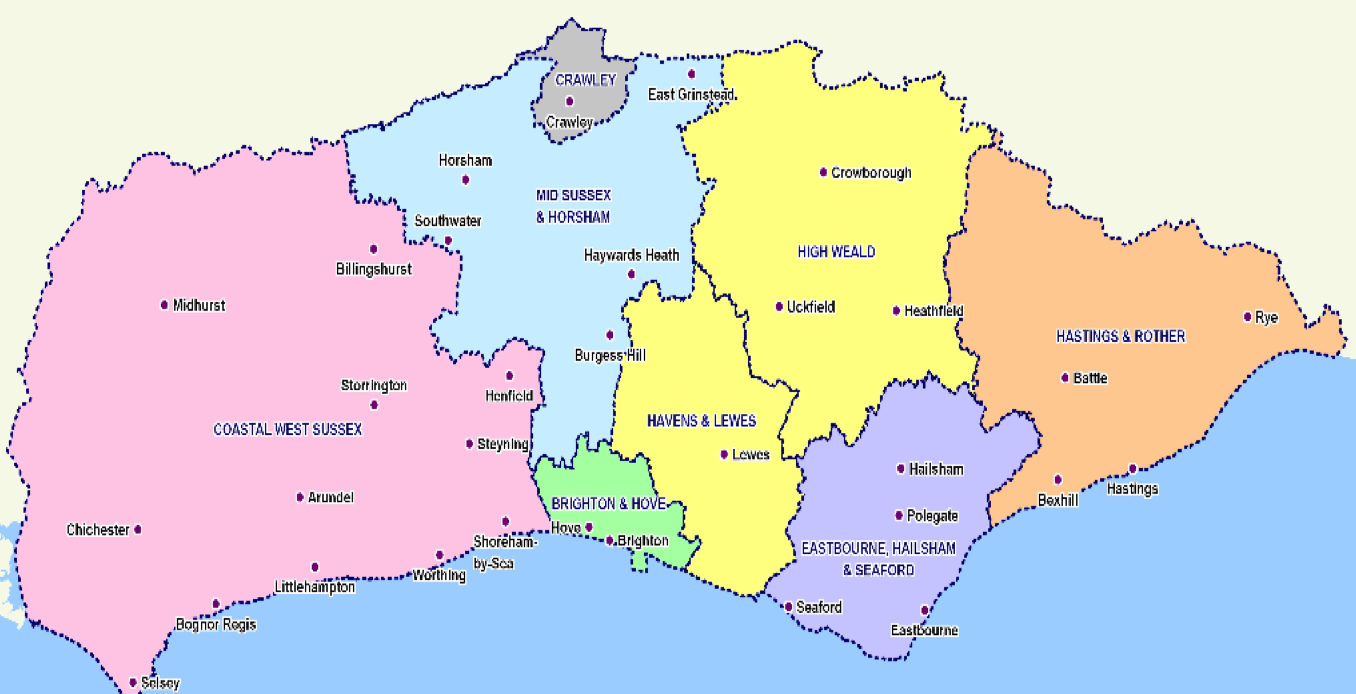 CRAWLEY
East Grinstead
Crawley
Horsham
Crowborough
MID SUSSEX
& HORSHAM
Southwater
Haywards Heath
HIGH WEALD
Billingshurst
Midhurst
Uckfield
Heathfield
Rye
HASTINGS & ROTHER
Burgess Hill
Storrington
Henfield
Battle
COASTAL WEST SUSSEX
HAVENS & LEWES
Steyning
Lewes
Hailsham
Hastings
Bexhill
Arundel
BRIGHTON & HOVE
Polegate
Chichester
Hove
Brighton
Shoreham-
by-Sea
EASTBOURNE, HAILSHAM
& SEAFORD
Worthing
Littlehampton
Bognor Regis
Seaford
Eastbourne
Selsey